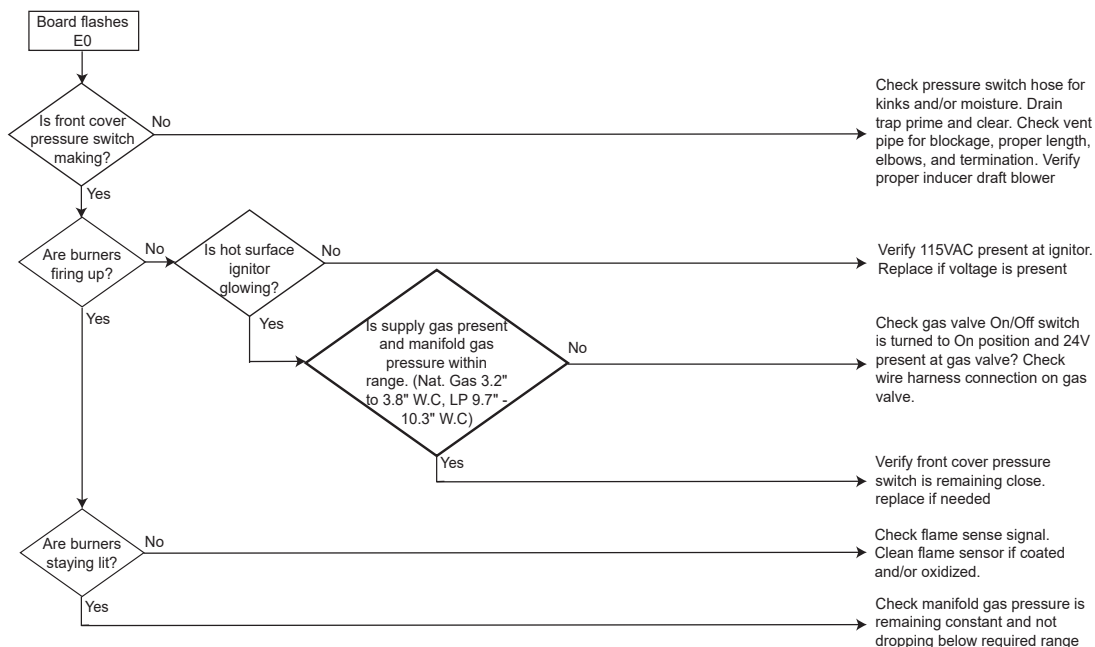 Board flashes
E0
Is front cover
pressure switch
making?
No
Check pressure switch hose for
kinks and/or moisture. Drain
trap prime and clear. Check vent
pipe for blockage, proper length,
elbows, and termination. Verify
proper inducer draft blower
Yes
Are burners
firing up?
No
Is hot surface
ignitor
glowing?
No
Verify 115VAC present at ignitor.
Replace if voltage is present
Yes
Yes
Is supply gas present
and manifold gas
pressure within
range. (Nat. Gas 3.2"
to 3.8" W.C, LP 9.7" -
10.3" W.C)
No
Check gas valve On/Off switch
is turned to On position and 24V
present at gas valve? Check
wire harness connection on gas
valve.
Yes
Verify front cover pressure
switch is remaining close.
replace if needed
Are burners
staying lit?
No
Check flame sense signal.
Clean flame sensor if coated
and/or oxidized.
Yes
Check manifold gas pressure is
remaining constant and not
dropping below required range